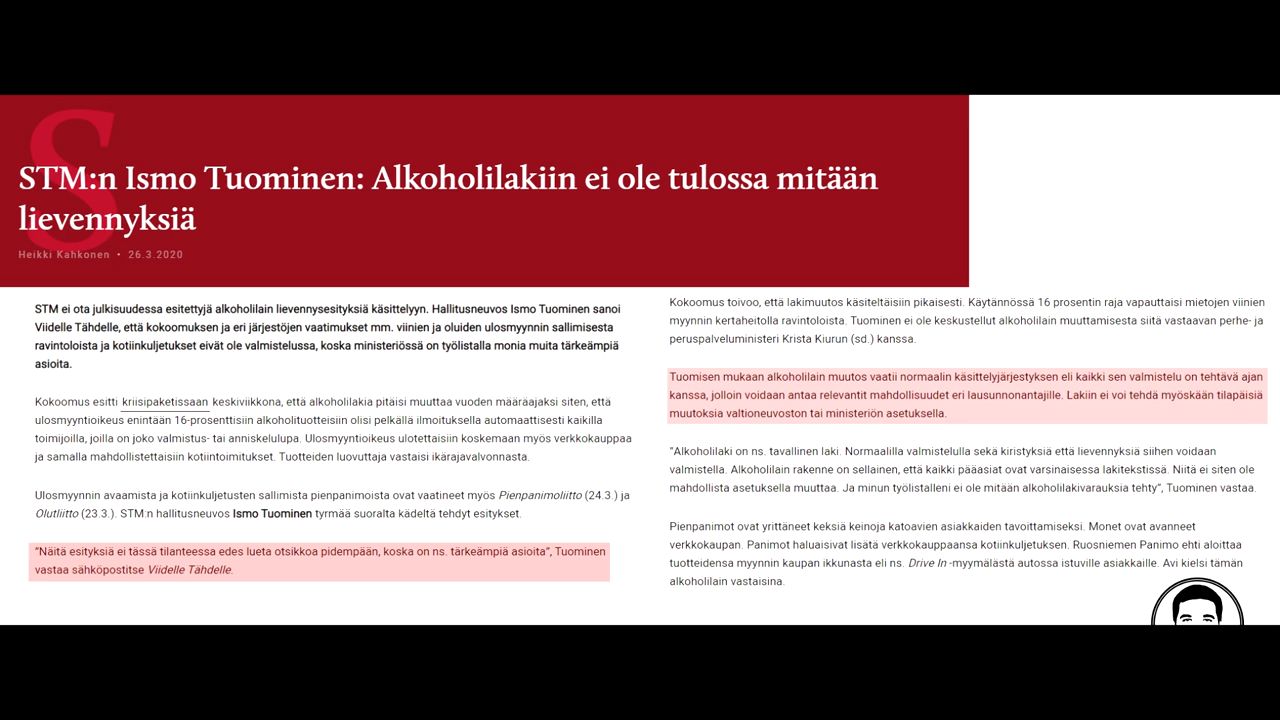 STM:n Ismo Tuominen: Alkoholilakiin ei ole tulossa mitään
lievennyksiä
Heikki Kahkonen • 26.3.2020
STM ei ota julkisuudessa esitettyjä alkoholilain lievennysesityksiä käsittelyyn. Hallitusneuvos Ismo Tuominen sanoi
Viidelle Tähdelle, että kokoomuksen ja eri järjestöjen vaatimukset mm. viinien ja oluiden ulosmyynnin sallimisesta
ravintoloista ja kotiinkuljetukset eivät ole valmistelussa, koska ministeriössä on työlistalla monia muita tärkeämpiä
asioita.
Kokoomus esitti kriisipaketissaan keskiviikkona, että alkoholilakia pitäisi muuttaa vuoden määräajaksi siten, että
ulosmyyntioikeus enintään 16-prosenttisiin alkoholituotteisiin olisi pelkällä ilmoituksella automaattisesti kaikilla
toimijoilla, joilla on joko valmistus- tai anniskelulupa. Ulosmyyntioikeus ulotettaisiin koskemaan myös verkkokauppaa
ja samalla mahdollistettaisiin kotiintoimitukset. Tuotteiden luovuttaja vastaisi ikärajavalvonnasta.
Ulosmyynnin avaamista ja kotiinkuljetusten sallimista pienpanimoista ovat vaatineet myös Pienpanimoliitto (24.3.) ja
Olutliitto (23.3.). STM:n hallitusneuvos Ismo Tuominen tyrmää suoralta kädeltä tehdyt esitykset.
"Näitä esityksiä ei tässä tilanteessa edes lueta otsikkoa pidempään, koska on ns. tärkeämpiä asioita", Tuominen
vastaa sähköpostitse Viidelle Tähdelle.
Kokoomus toivoo, että lakimuutos käsiteltäisiin pikaisesti. Käytännössä 16 prosentin raja vapauttaisi mietojen viinien
myynnin kertaheitolla ravintoloista. Tuominen ei ole keskustellut alkoholilain muuttamisesta siitä vastaavan perhe- ja
peruspalveluministeri Krista Kiurun (sd.) kanssa.
Tuomisen mukaan alkoholilain muutos vaatii normaalin käsittelyjärjestyksen eli kaikki sen valmistelu on tehtävä ajan
kanssa, jolloin voidaan antaa relevantit mahdollisuudet eri lausunnonantajille. Lakiin ei voi tehdä myöskään tilapäisiä
muutoksia valtioneuvoston tai ministeriön asetuksella.
"Alkoholilaki on ns. tavallinen laki. Normaalilla valmistelulla sekä kiristyksiä että lievennyksiä siihen voidaan
valmistella. Alkoholilain rakenne on sellainen, että kaikki pääasiat ovat varsinaisessa lakitekstissä. Niitä ei siten ole
mahdollista asetuksella muuttaa. Ja minun työlistalleni ei ole mitään alkoholilakivarauksia tehty", Tuominen vastaa.
Pienpanimot ovat yrittäneet keksiä keinoja katoavien asiakkaiden tavoittamiseksi. Monet ovat avanneet
verkkokaupan. Panimot haluaisivat lisätä verkkokauppaansa kotiinkuljetuksen. Ruosniemen Panimo ehti aloittaa
tuotteidensa myynnin kaupan ikkunasta eli ns. Drive In -myymälästä autossa istuville asiakkaille. Avi kielsi tämän
alkoholilain vastaisina.